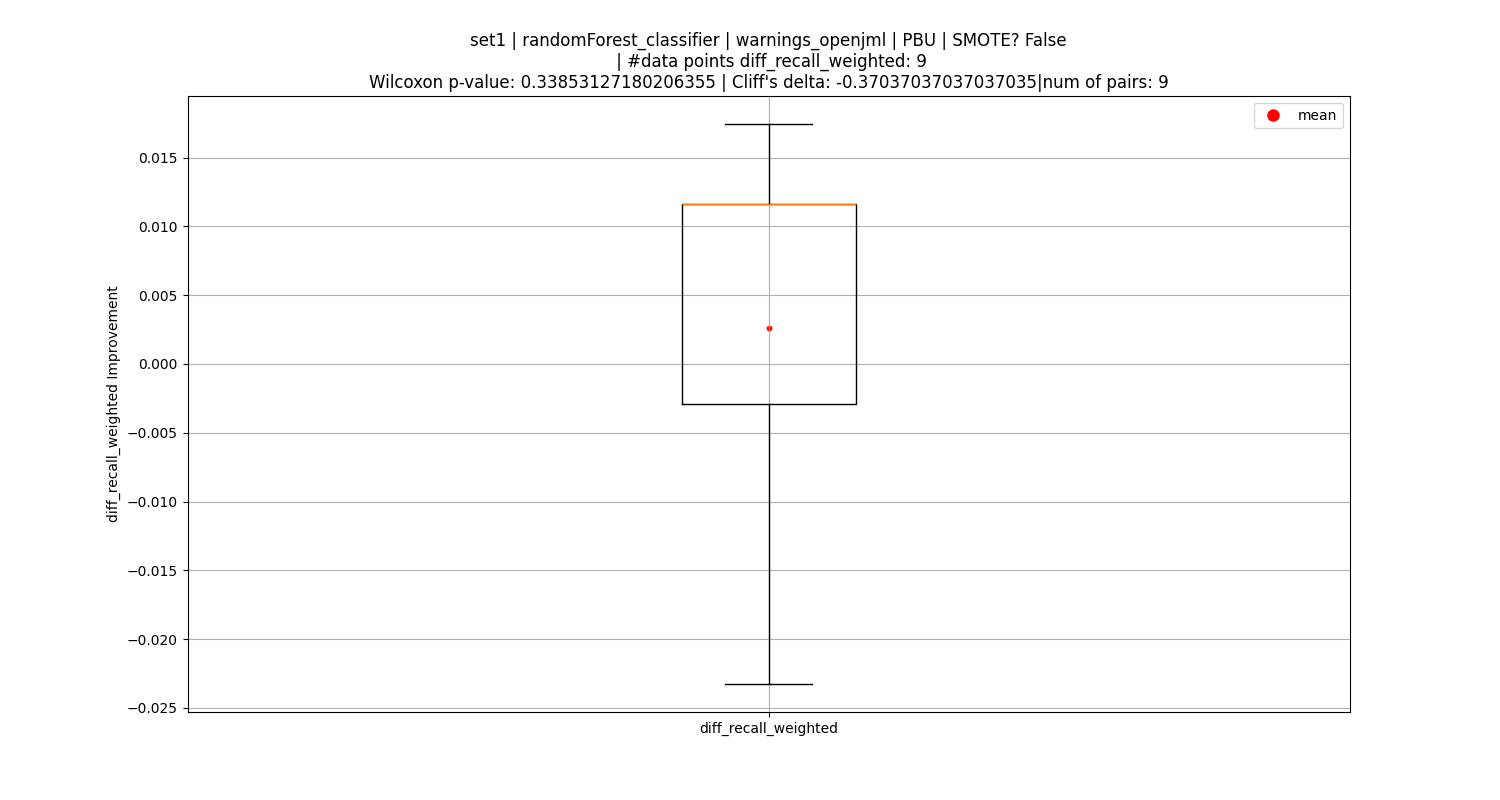 set1 | randomForest_classifier | warnings_openjml | PBU | SMOTE? False
| #data points diff_recall_weighted: 9
Wilcoxon p-value: 0.33853127180206355 | Cliff's delta: -0.37037037037037035|num of pairs: 9
mean
0.015
0.010
0.005
0.000
−0.005
−0.010
−0.015
−0.020
−0.025
diff_recall_weighted Improvement
diff_recall_weighted